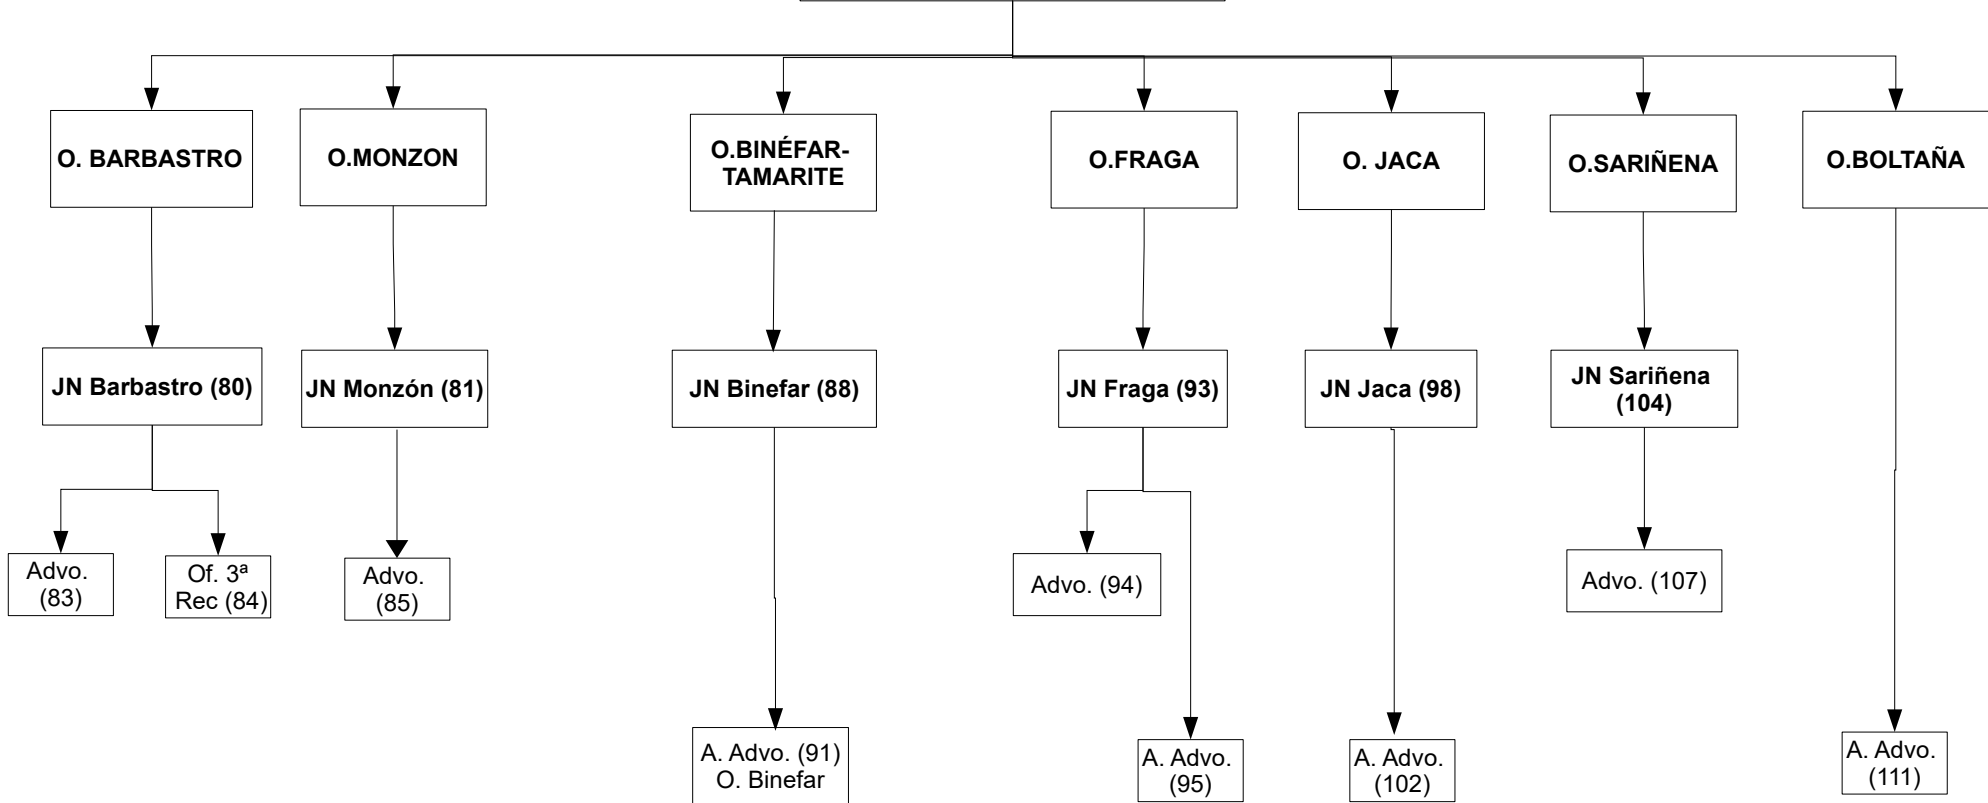 O. BARBASTRO
O.MONZON
O.BINÉFAR-
TAMARITE
O.FRAGA
O. JACA
O.SARIÑENA
O.BOLTAÑA
JN Barbastro (80)
JN Monzón (81)
JN Binefar (88)
JN Fraga (93)
JN Jaca (98)
JN Sariñena
(104)
Advo.
(83)
Of. 3ª
Rec (84)
Advo.
(85)
Advo. (94)
Advo. (107)
A. Advo. (91)
O. Binefar
A. Advo.
(95)
A. Advo.
(102)
A. Advo.
(111)